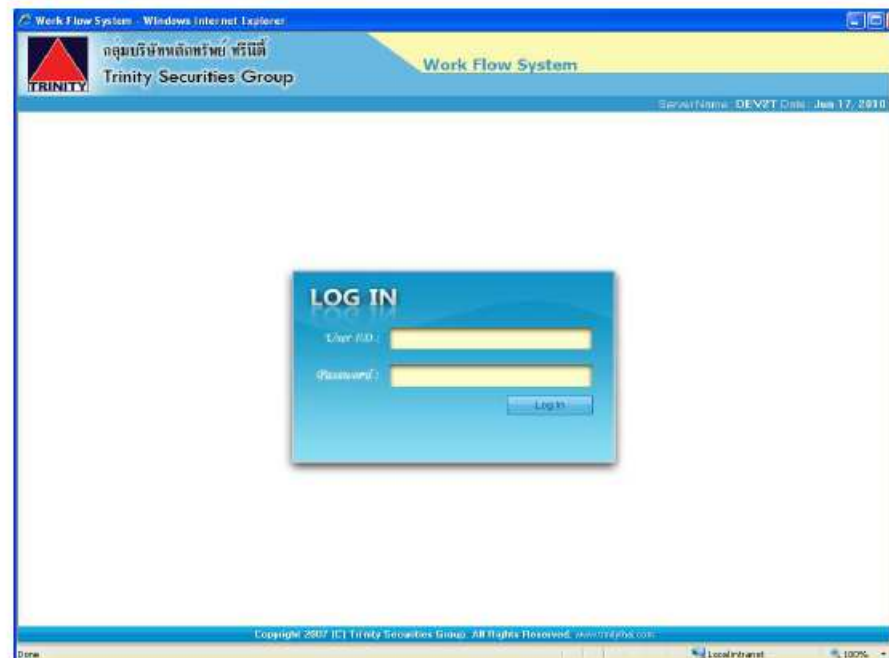 Work Flow System - Windows Internet Explorer
กลุ่มบริษัทหลักทรัพย์ ทรีนีตี้
Trinity Securities Group
TRINITY
Work Flow System
Server Name: DEV2T Date: Jun 17, 2010
LOG IN
User ID :
Password :
Log In
Copyright 2007 (C) Trinity Securities Group. All Rights Reserved.
Done
Local intranet
100%